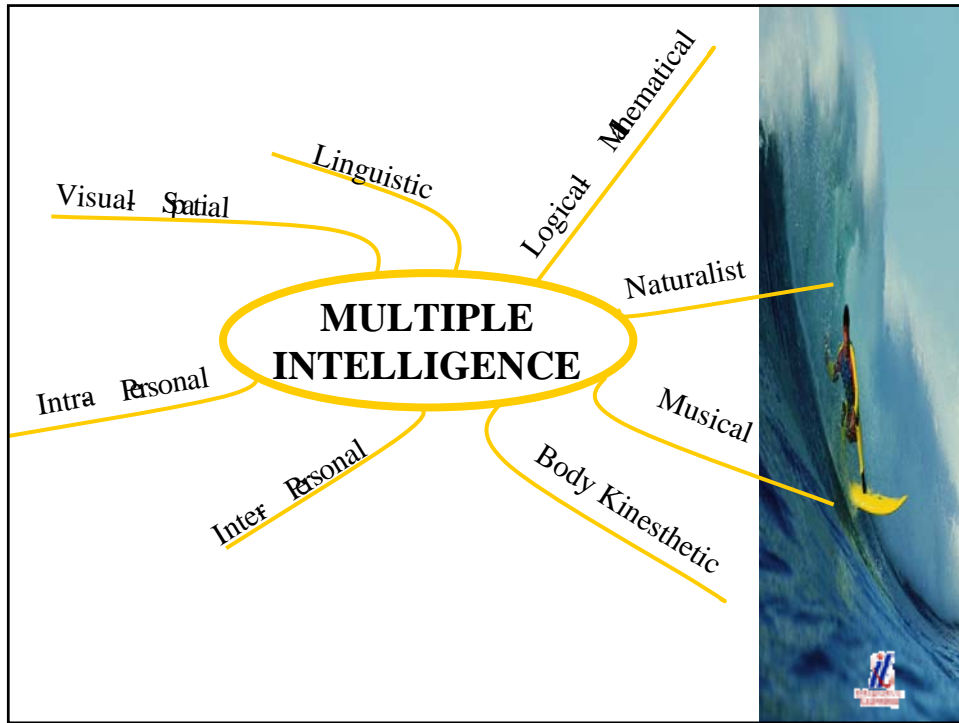 MULTIPLE
INTELLIGENCE
Linguistic
Logical- Mathematical
Visual- Spatial
Naturalist
Intra- Personal
Musical
Inter- Personal
Body Kinesthetic